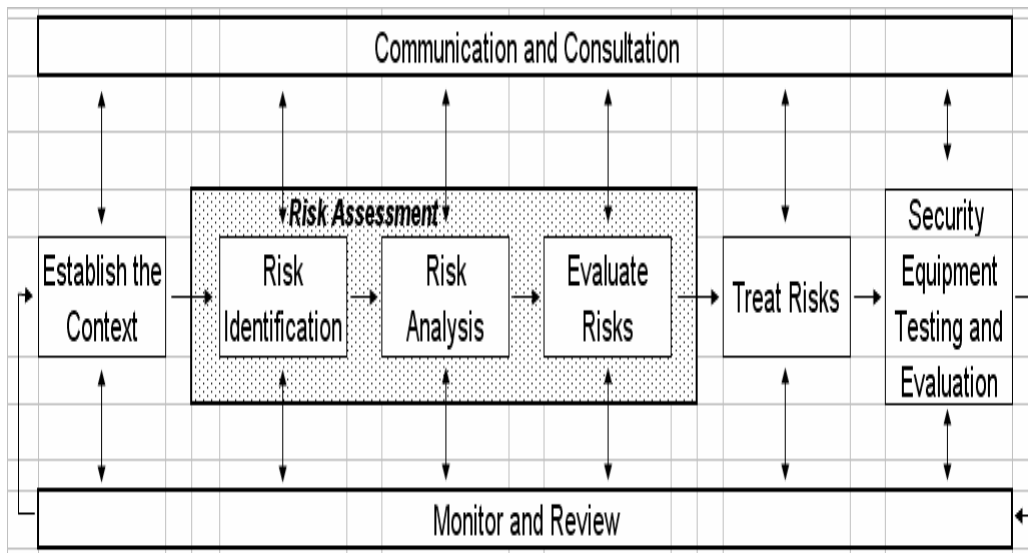 Communication and Consultation
Risk Assessment
Establish the
Context
Risk
Identification
Risk
Analysis
Evaluate
Risks
Treat Risks
Security
Equipment
Testing and
Evaluation
Monitor and Review